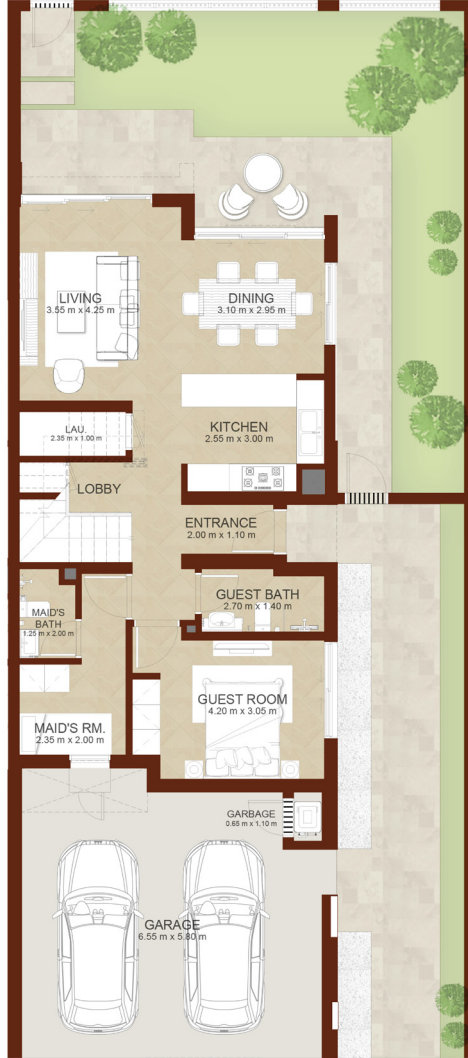 LIVING
3.55 m x 4.25 m
DINING
3.10 m x 2.95 m
LAU.
2.35 m x 1.00 m
KITCHEN
2.55 m x 3.00 m
LOBBY
ENTRANCE
2.00 m x 1.10 m
GUEST BATH
2.70 m x 1.40 m
MAID'S
BATH
1.25 m x 2.00 m
GUEST ROOM
4.20 m x 3.05 m
MAID'S RM.
2.35 m x 2.00 m
GARBAGE
0.65 m x 1.10 m
GARAGE
6.55 m x 5.80 m